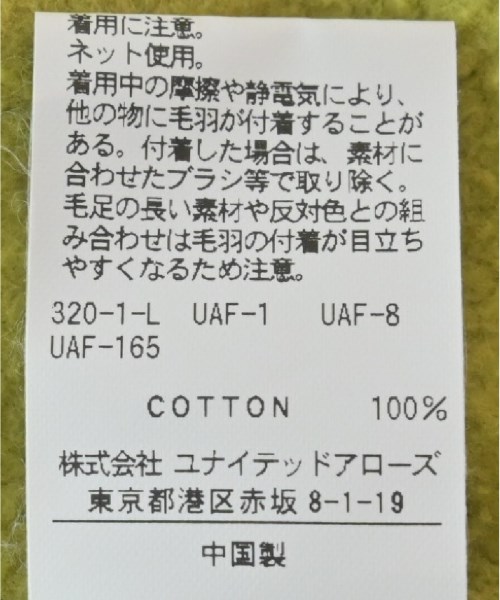 着用に注意。
ネット使用。
着用中の摩擦や静電気により、
他の物に毛羽が付着することが
ある。付着した場合は、素材に
合わせたブラシ等で取り除く。
毛足の長い素材や反対色との組
み合わせは毛羽の付着が目立ち
やすくなるため注意。
320-1-L UAF-1 UAF-8
UAF-165
COTTON 100%
株式会社 ユナイテッドアローズ
東京都港区赤坂 8-1-19
中国製